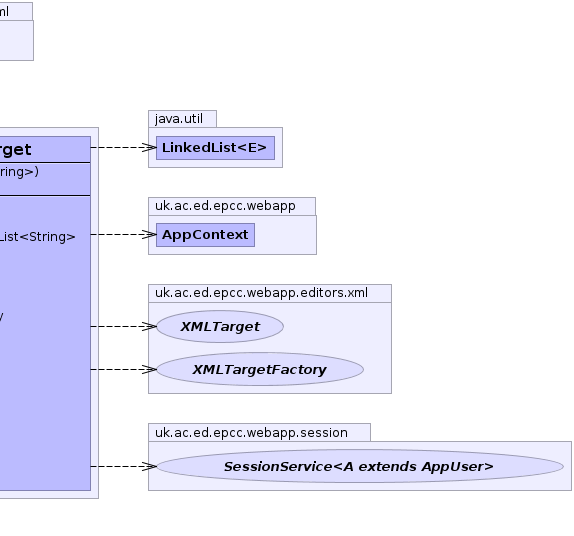 ml
java.util
rget
LinkedList<E>
ring>)
uk.ac.ed.epcc.webapp
List<String>
AppContext
uk.ac.ed.epcc.webapp.editors.xml
y
XMLTarget
XMLTargetFactory
uk.ac.ed.epcc.webapp.session
SessionService<A extends AppUser>